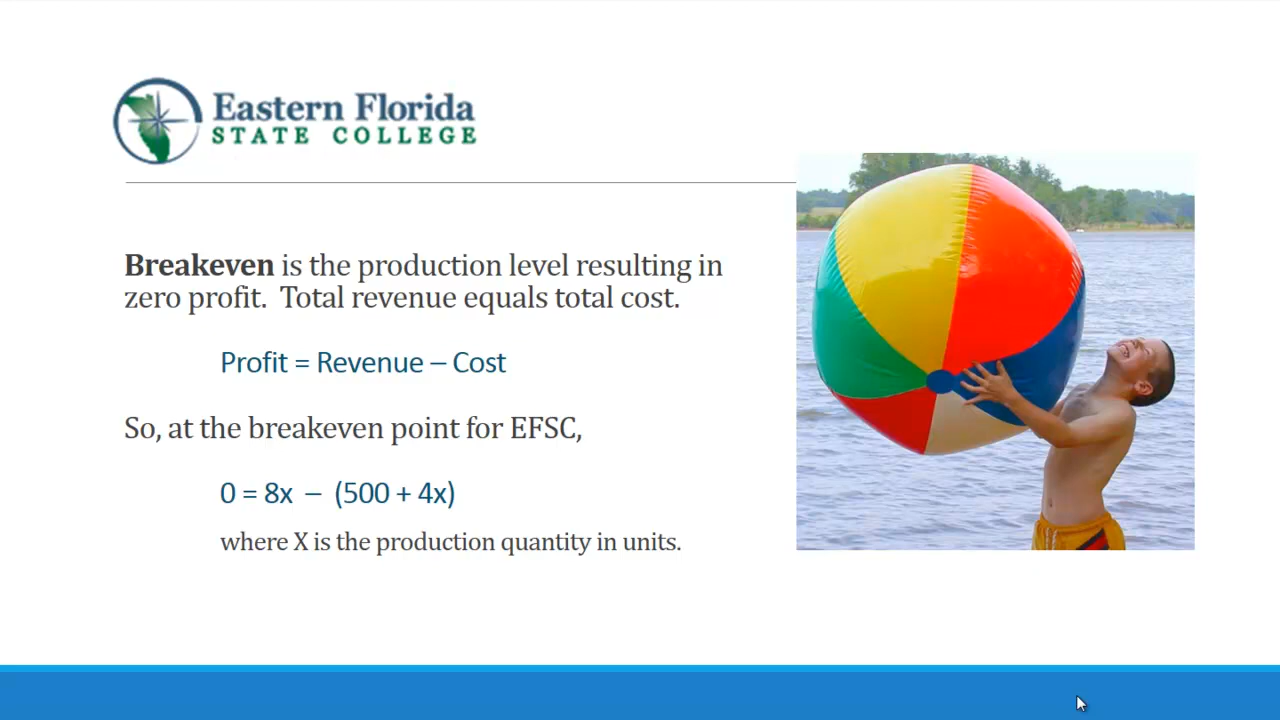 Eastern Florida
STATE COLLEGE
Breakeven is the production level resulting in
zero profit.  Total revenue equals total cost.
Profit = Revenue – Cost
So, at the breakeven point for EFSC,
0 = 8x – (500 + 4x)
where X is the production quantity in units.